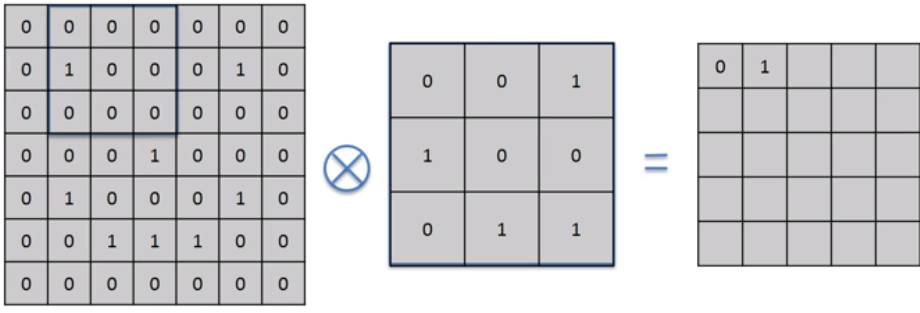 0 0 0 0 0 0 0
0 1 0 0 0 1 0
0 0 0 0 0 0 0
0 0 0 1 0 0 0
0 1 0 0 0 1 0
0 0 1 1 1 0 0
0 0 0 0 0 0 0
⊗
0 0 1
1 0 0
0 1 1
=
0 1